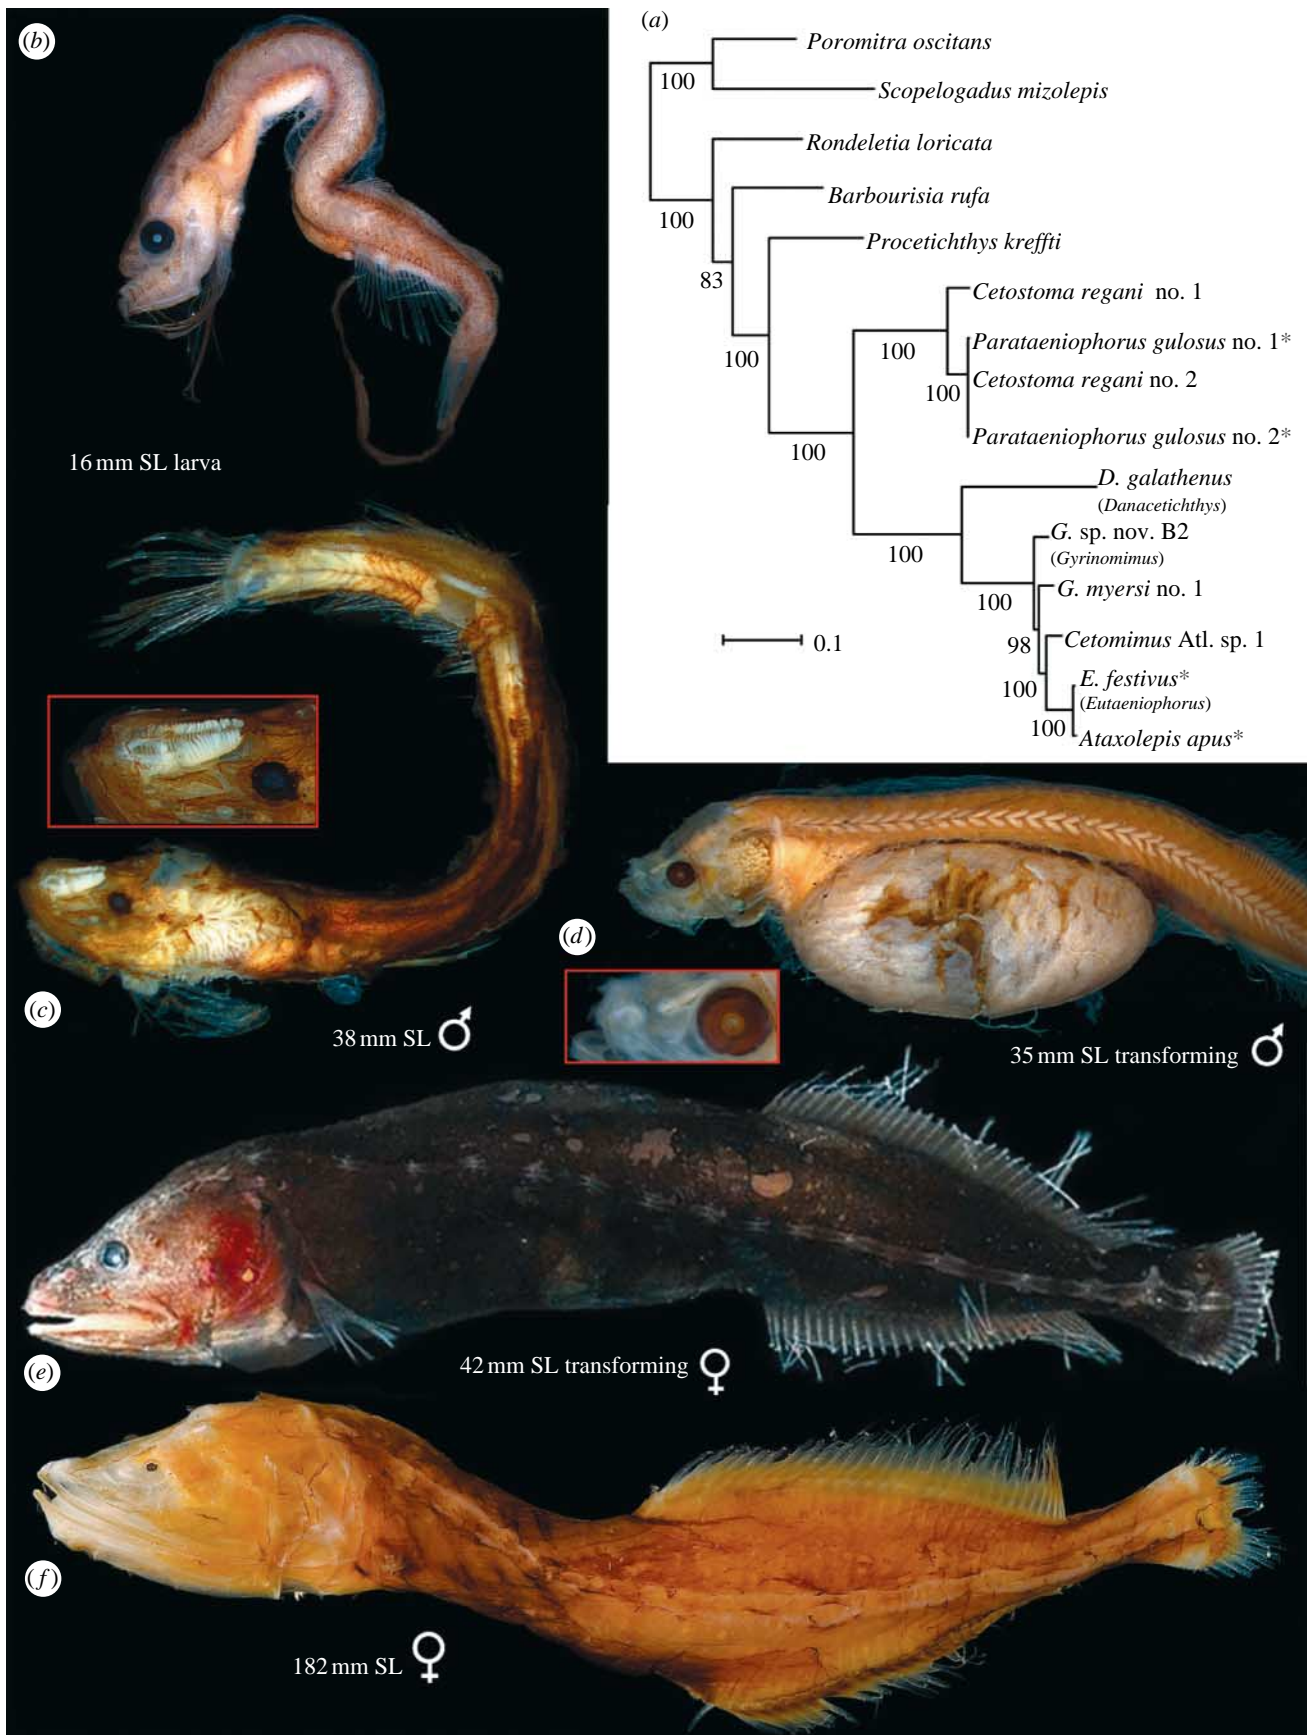 (b)
(a)
Poromitra oscitans
100
Scopelogadus mizolepis
Rondeletia loricata
Barbourisia rufa
100
Procetichthys kreffti
83
Cetostoma regani no. 1
Parataeniophorus gulosus no. 1*
100
100
Cetostoma regani no. 2
100
Parataeniophorus gulosus no. 2*
100
D. galathenus
(Danacetichthys)
G. sp. nov. B2
100
(Gyrinomimus)
G. myersi no. 1
100
0.1
98
Cetomimus Atl. sp. 1
100
E. festivus*
(Eutaeniophorus)
100
Ataxolepis apus*
16 mm SL larva
(c)
38 mm SL ♂
(d)
35 mm SL transforming ♂
(e)
42 mm SL transforming ♀
(f)
182 mm SL ♀